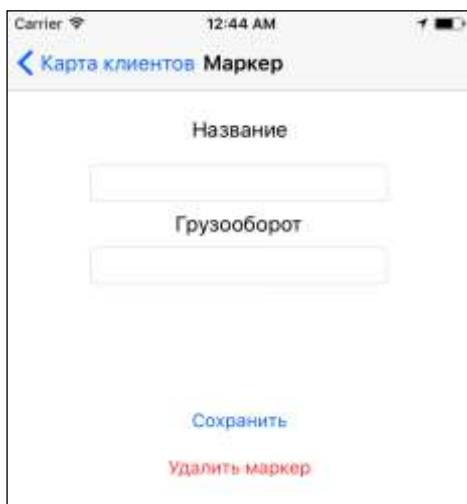 Carrier 12:44 AM
Карта клиентов Маркер
Название
Грузооборот
Сохранить
Удалить маркер